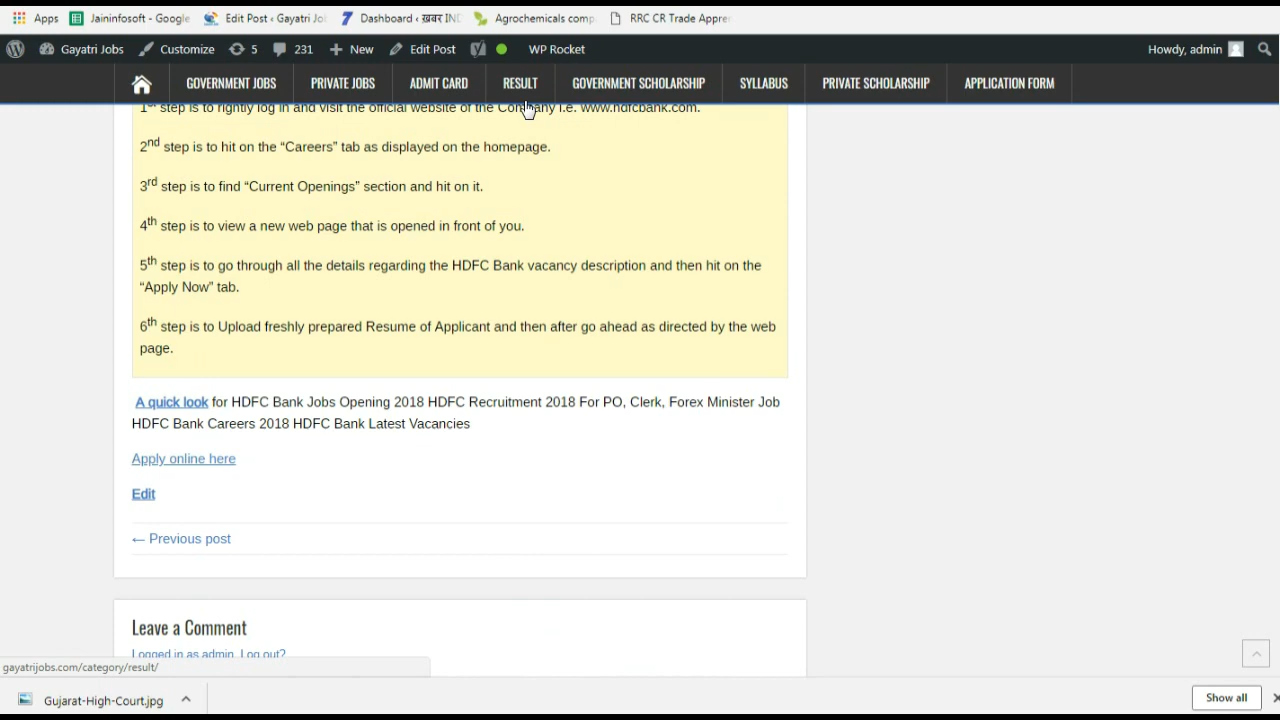 Apps Jaininfosoft - Google Edit Post ‹ Gayatri Jo Dashboard ‹ ख़बर IND Agrochemicals comp RRC CR Trade Appre
Gayatri Jobs Customize 5 231 New Edit Post WP Rocket Howdy, admin
GOVERNMENT JOBS PRIVATE JOBS ADMIT CARD RESULT GOVERNMENT SCHOLARSHIP SYLLABUS PRIVATE SCHOLARSHIP APPLICATION FORM
1st step is to rightly log in and visit the official website of the Company i.e. www.hdfcbank.com.
2nd step is to hit on the “Careers” tab as displayed on the homepage.
3rd step is to find “Current Openings” section and hit on it.
4th step is to view a new web page that is opened in front of you.
5th step is to go through all the details regarding the HDFC Bank vacancy description and then hit on the
“Apply Now” tab.
6th step is to Upload freshly prepared Resume of Applicant and then after go ahead as directed by the web
page.
A quick look for HDFC Bank Jobs Opening 2018 HDFC Recruitment 2018 For PO, Clerk, Forex Minister Job
HDFC Bank Careers 2018 HDFC Bank Latest Vacancies
Apply online here
Edit
← Previous post
Leave a Comment
Logged in as admin. Log out?
gayatrijobs.com/category/result/
Gujarat-High-Court.jpg Show all